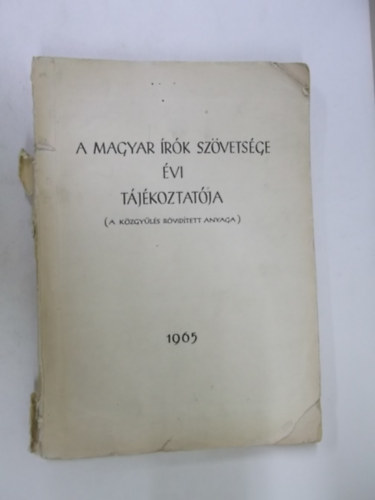 A MAGYAR ÍRÓK SZÖVETSÉGE
ÉVI
TÁJÉKOZTATÓJA
(A KÖZGYŰLÉS RÖVIDÍTETT ANYAGA)
1965